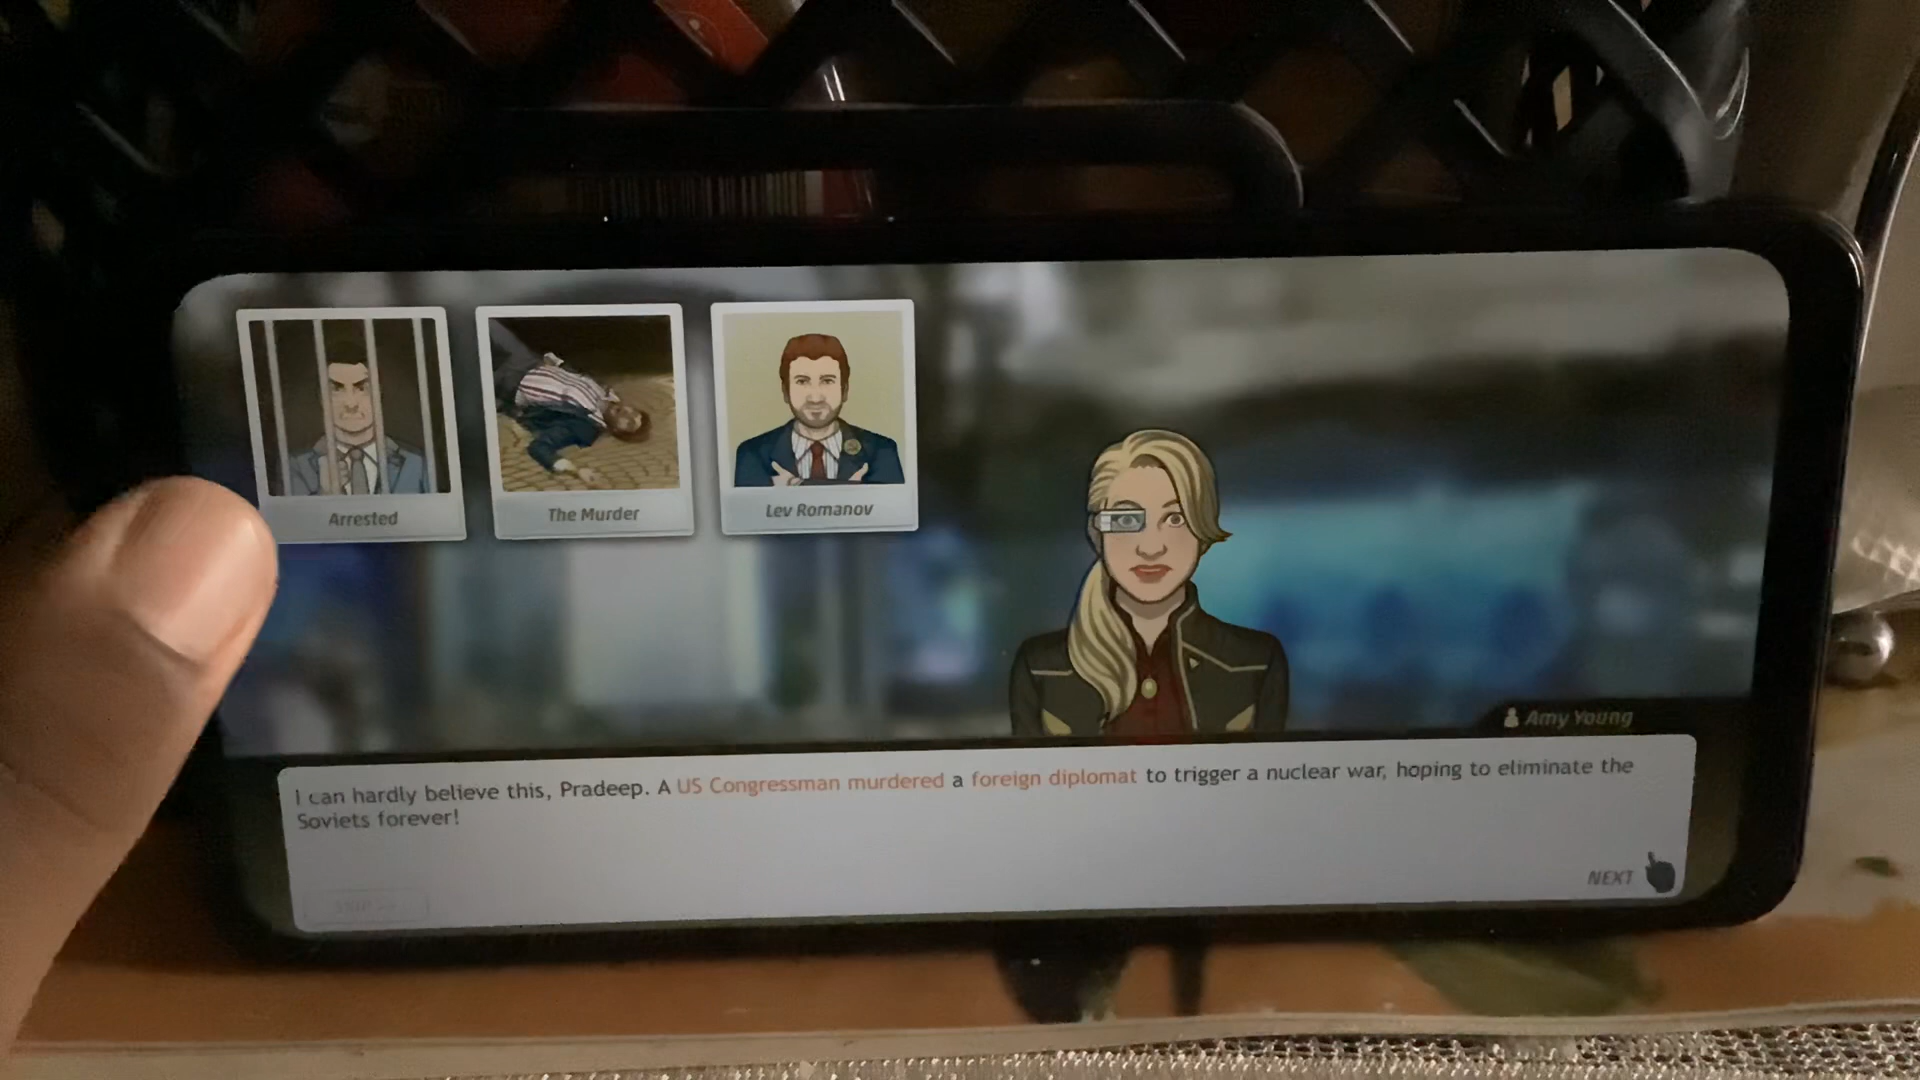 Arrested
The Murder
Lev Romanov
Amy Young
I can hardly believe this, Pradeep. A US Congressman murdered a foreign diplomat to trigger a nuclear war, hoping to eliminate the
Soviets forever!
NEXT